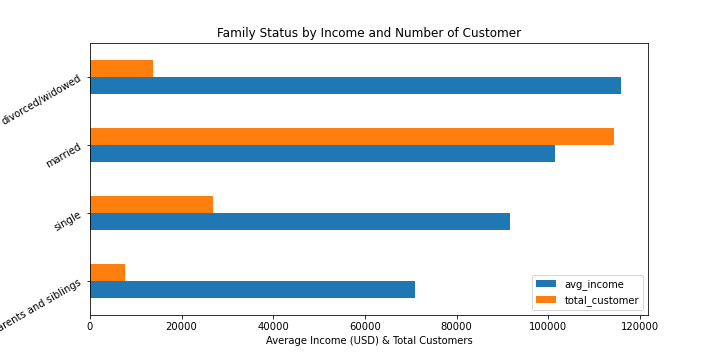 Family Status by Income and Number of Customer
divorced/widowed
married
single
and siblings
0 20000 40000 60000 80000 100000 120000
Average Income (USD) & Total Customers
avg_income
total_customer